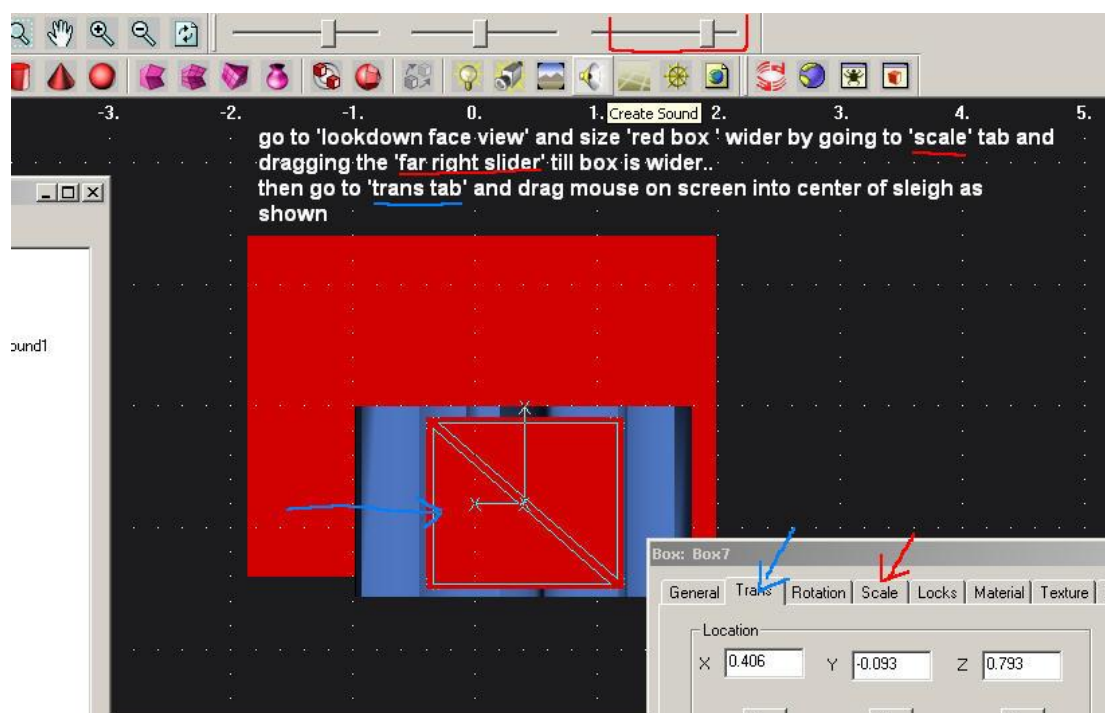 -3. -2. -1. 0. 1. Create Sound 2. 3. 4. 5.
go to 'lookdown face view' and size 'red box ' wider by going to 'scale' tab and
dragging the 'far right slider' till box is wider..
then go to 'trans tab' and drag mouse on screen into center of sleigh as
shown
ound1
Box: Box7
General Trans Rotation Scale Locks Material Texture
Location
X 0.406 Y -0.093 Z 0.793